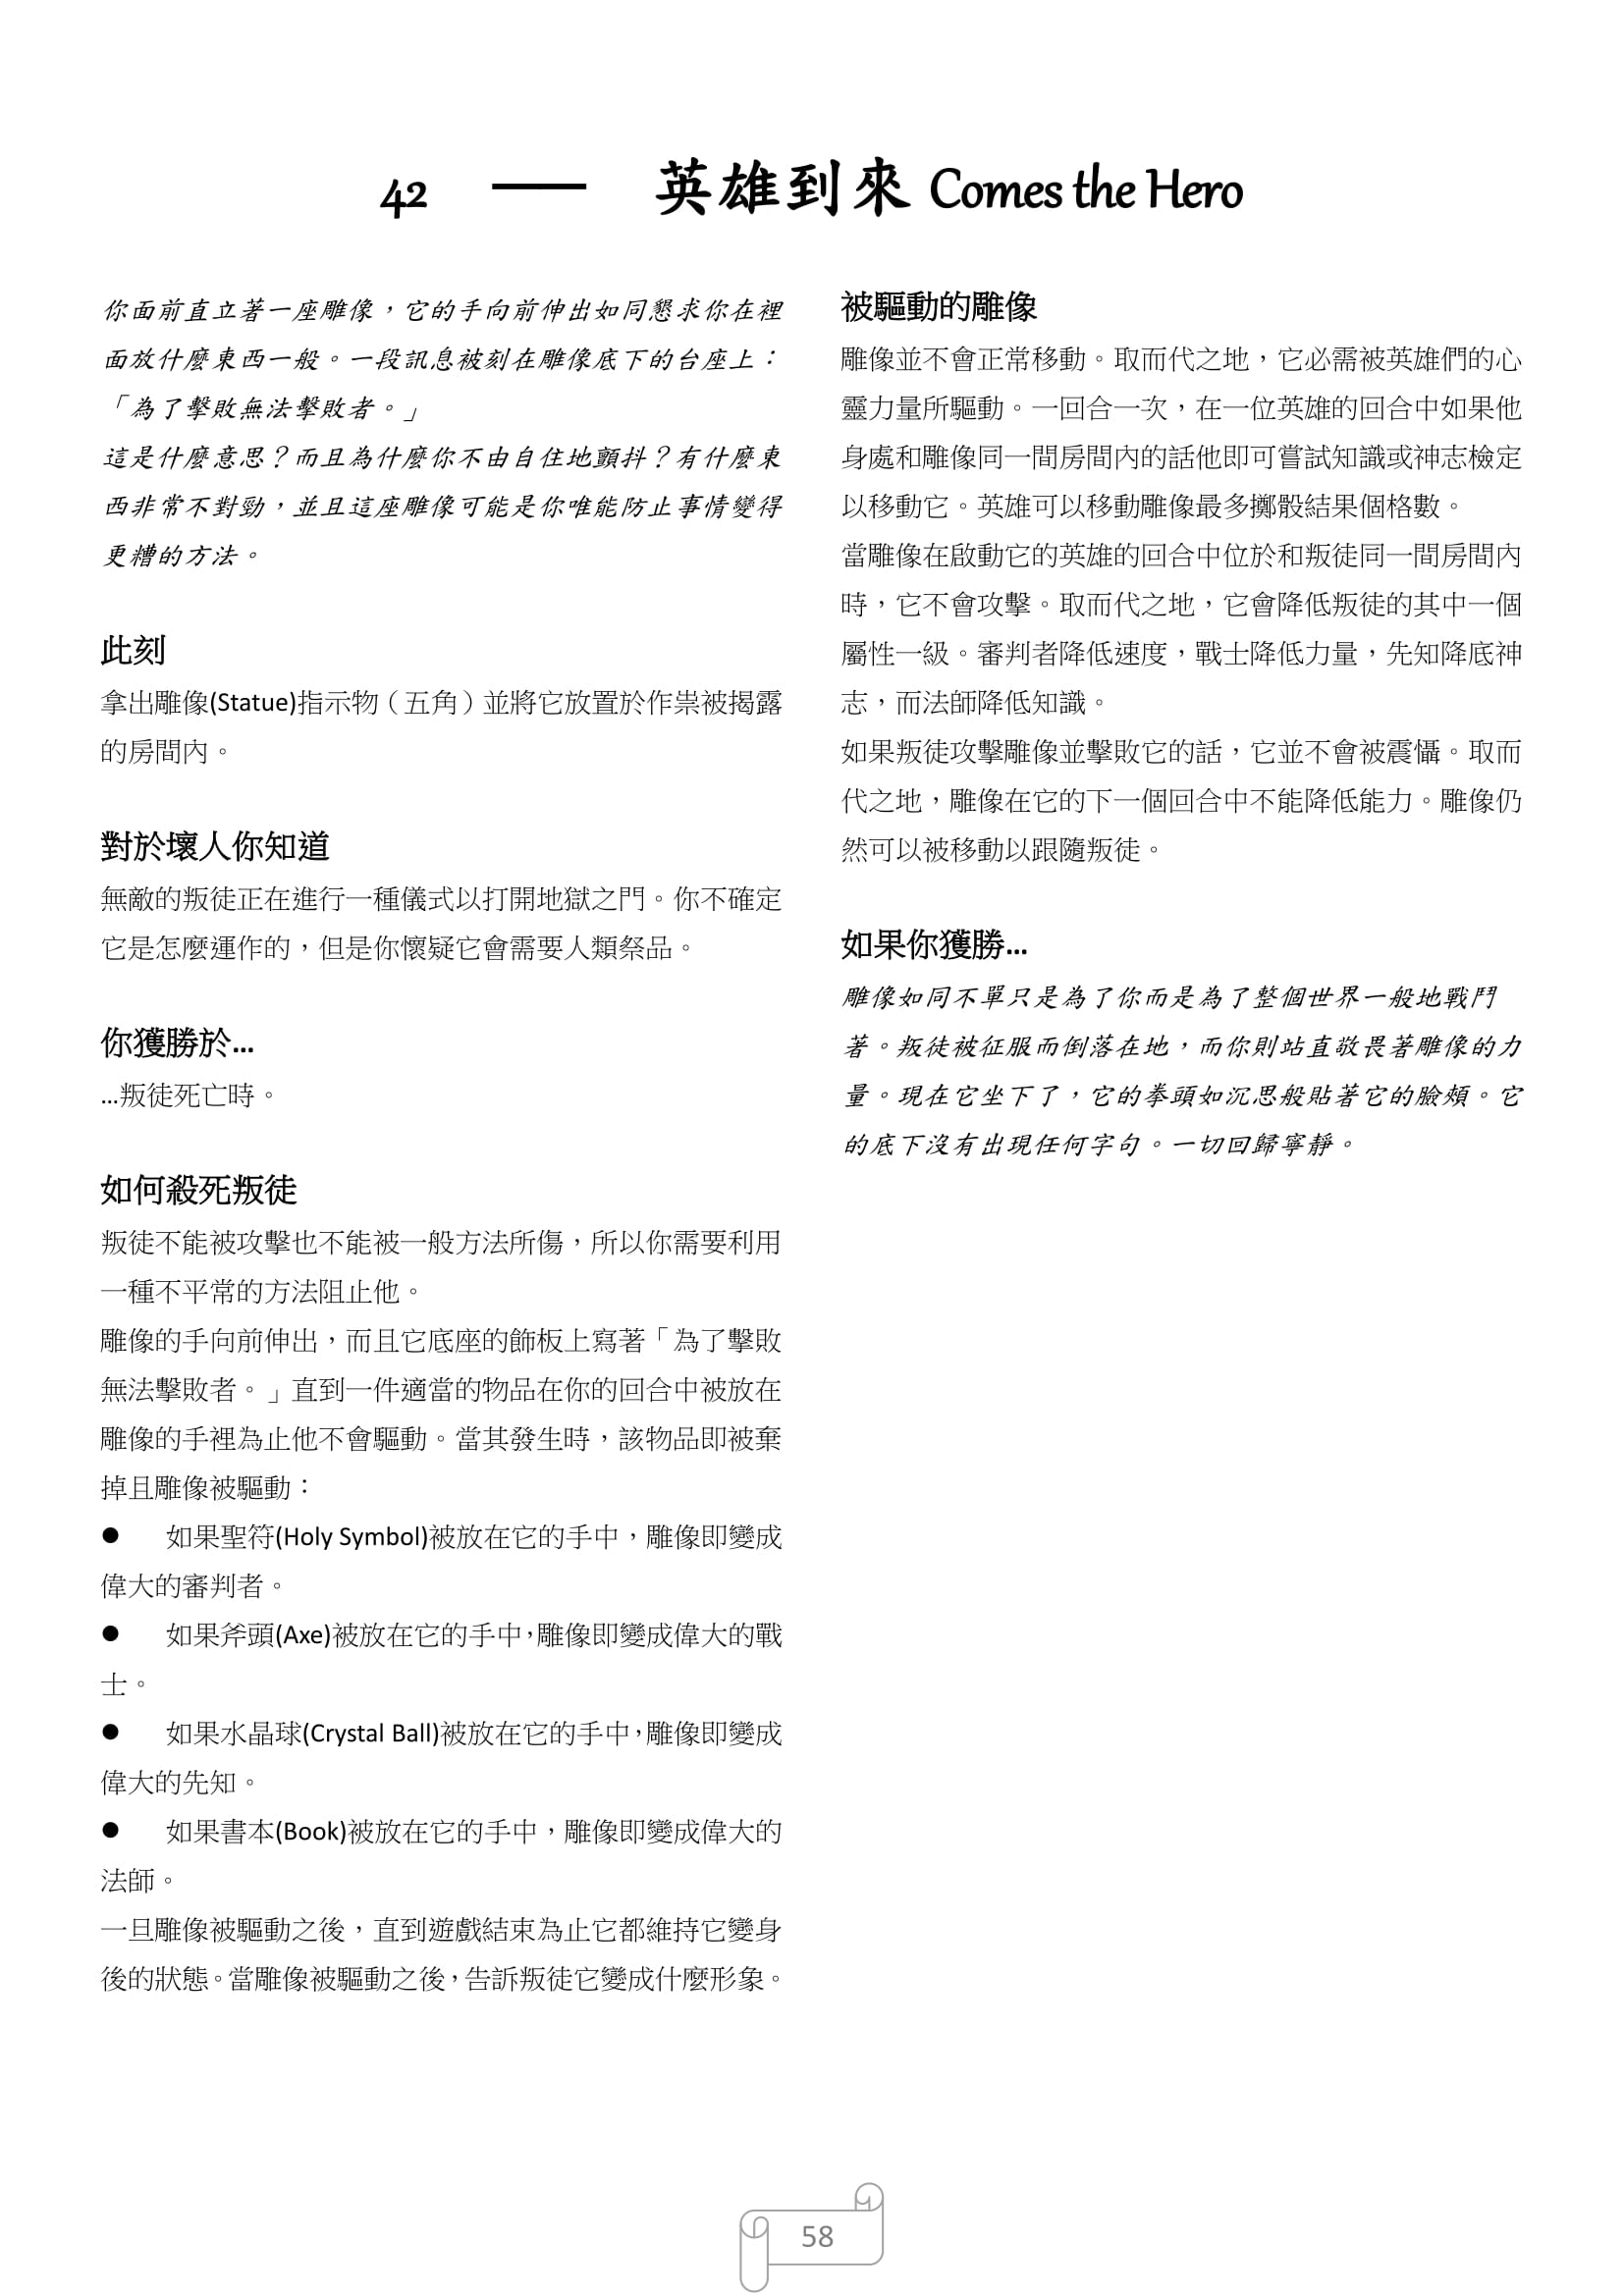 42 — 英雄到來 Comes the Hero
你面前直立著一座雕像，它的手向前伸出如同懇求你在裡
面放什麼東西一般。一段訊息被刻在雕像底下的台座上：
「為了擊敗無法擊敗者。」
這是什麼意思？而且為什麼你不由自住地顫抖？有什麼東
西非常不對勁，並且這座雕像可能是你唯能防止事情變得
更糟的方法。
此刻
拿出雕像(Statue)指示物（五角）並將它放置於作祟被揭露
的房間內。
對於壞人你知道
無敵的叛徒正在進行一種儀式以打開地獄之門。你不確定
它是怎麼運作的，但是你懷疑它會需要人類祭品。
你獲勝於…
…叛徒死亡時。
如何殺死叛徒
叛徒不能被攻擊也不能被一般方法所傷，所以你需要利用
一種不平常的方法阻止他。
雕像的手向前伸出，而且它底座的飾板上寫著「為了擊敗
無法擊敗者。」直到一件適當的物品在你的回合中被放在
雕像的手裡為止他不會驅動。當其發生時，該物品即被棄
掉且雕像被驅動：
● 如果聖符(Holy Symbol)被放在它的手中，雕像即變成
偉大的審判者。
● 如果斧頭(Axe)被放在它的手中，雕像即變成偉大的戰
士。
● 如果水晶球(Crystal Ball)被放在它的手中，雕像即變成
偉大的先知。
● 如果書本(Book)被放在它的手中，雕像即變成偉大的
法師。
一旦雕像被驅動之後，直到遊戲結束為止它都維持它變身
後的狀態。當雕像被驅動之後，告訴叛徒它變成什麼形象。
被驅動的雕像
雕像並不會正常移動。取而代之地，它必需被英雄們的心
靈力量所驅動。一回合一次，在一位英雄的回合中如果他
身處和雕像同一間房間內的話他即可嘗試知識或神志檢定
以移動它。英雄可以移動雕像最多擲骰結果個格數。
當雕像在啟動它的英雄的回合中位於和叛徒同一間房間內
時，它不會攻擊。取而代之地，它會降低叛徒的其中一個
屬性一級。審判者降低速度，戰士降低力量，先知降底神
志，而法師降低知識。
如果叛徒攻擊雕像並擊敗它的話，它並不會被震懾。取而
代之地，雕像在它的下一個回合中不能降低能力。雕像仍
然可以被移動以跟隨叛徒。
如果你獲勝…
雕像如同不單只是為了你而是為了整個世界一般地戰鬥
著。叛徒被征服而倒落在地，而你則站直敬畏著雕像的力
量。現在它坐下了，它的拳頭如沉思般貼著它的臉頰。它
的底下沒有出現任何字句。一切回歸寧靜。
58